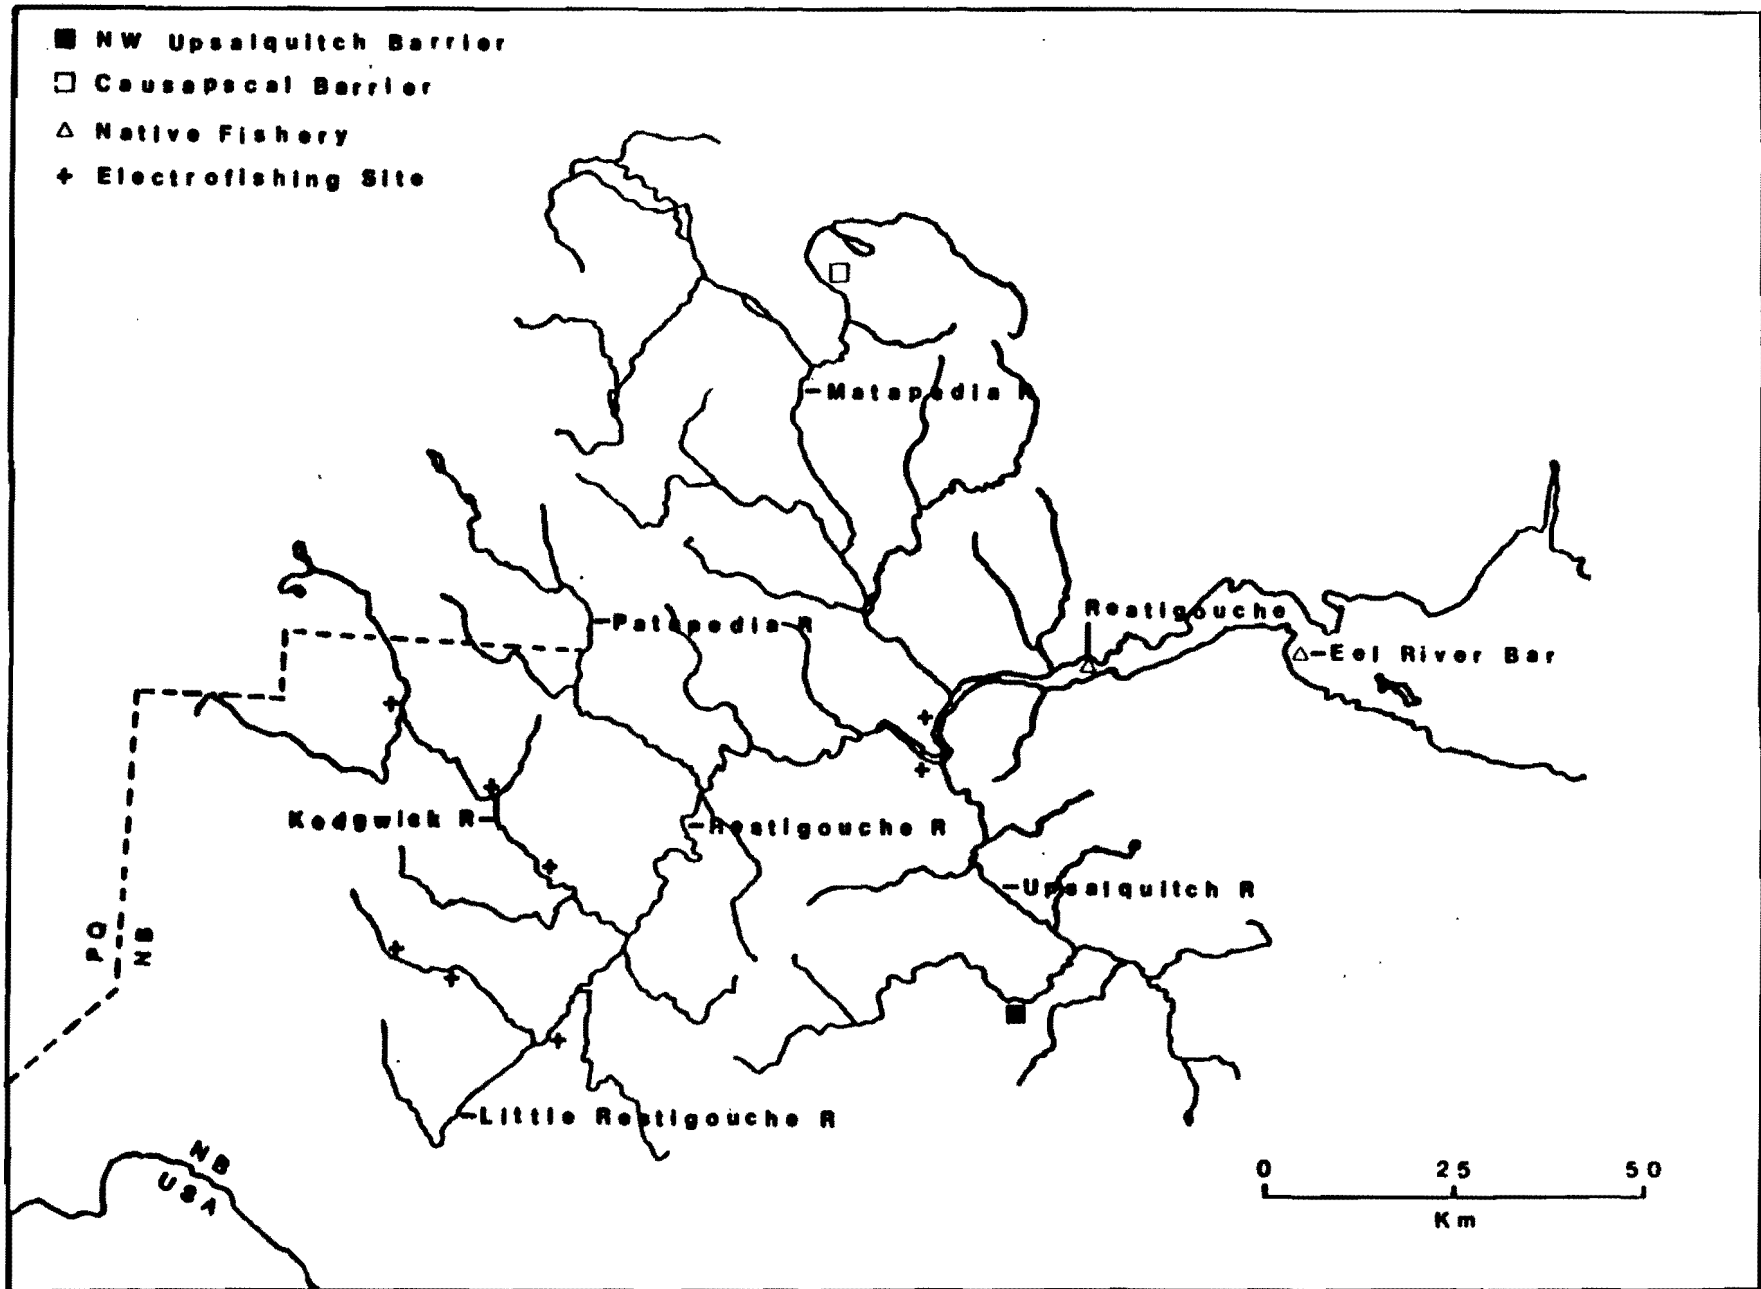 NW Upsalquitch Barrier
Causapscal Barrier
Native Fishery
Electrofishing Site
Matapedia R
Restigouche
Patapedia R
Eel River Bar
Kedgwick R
Restigouche R
Upsalquitch R
PQ
NB
Little Restigouche R
NB
USA
0 25 50
Km